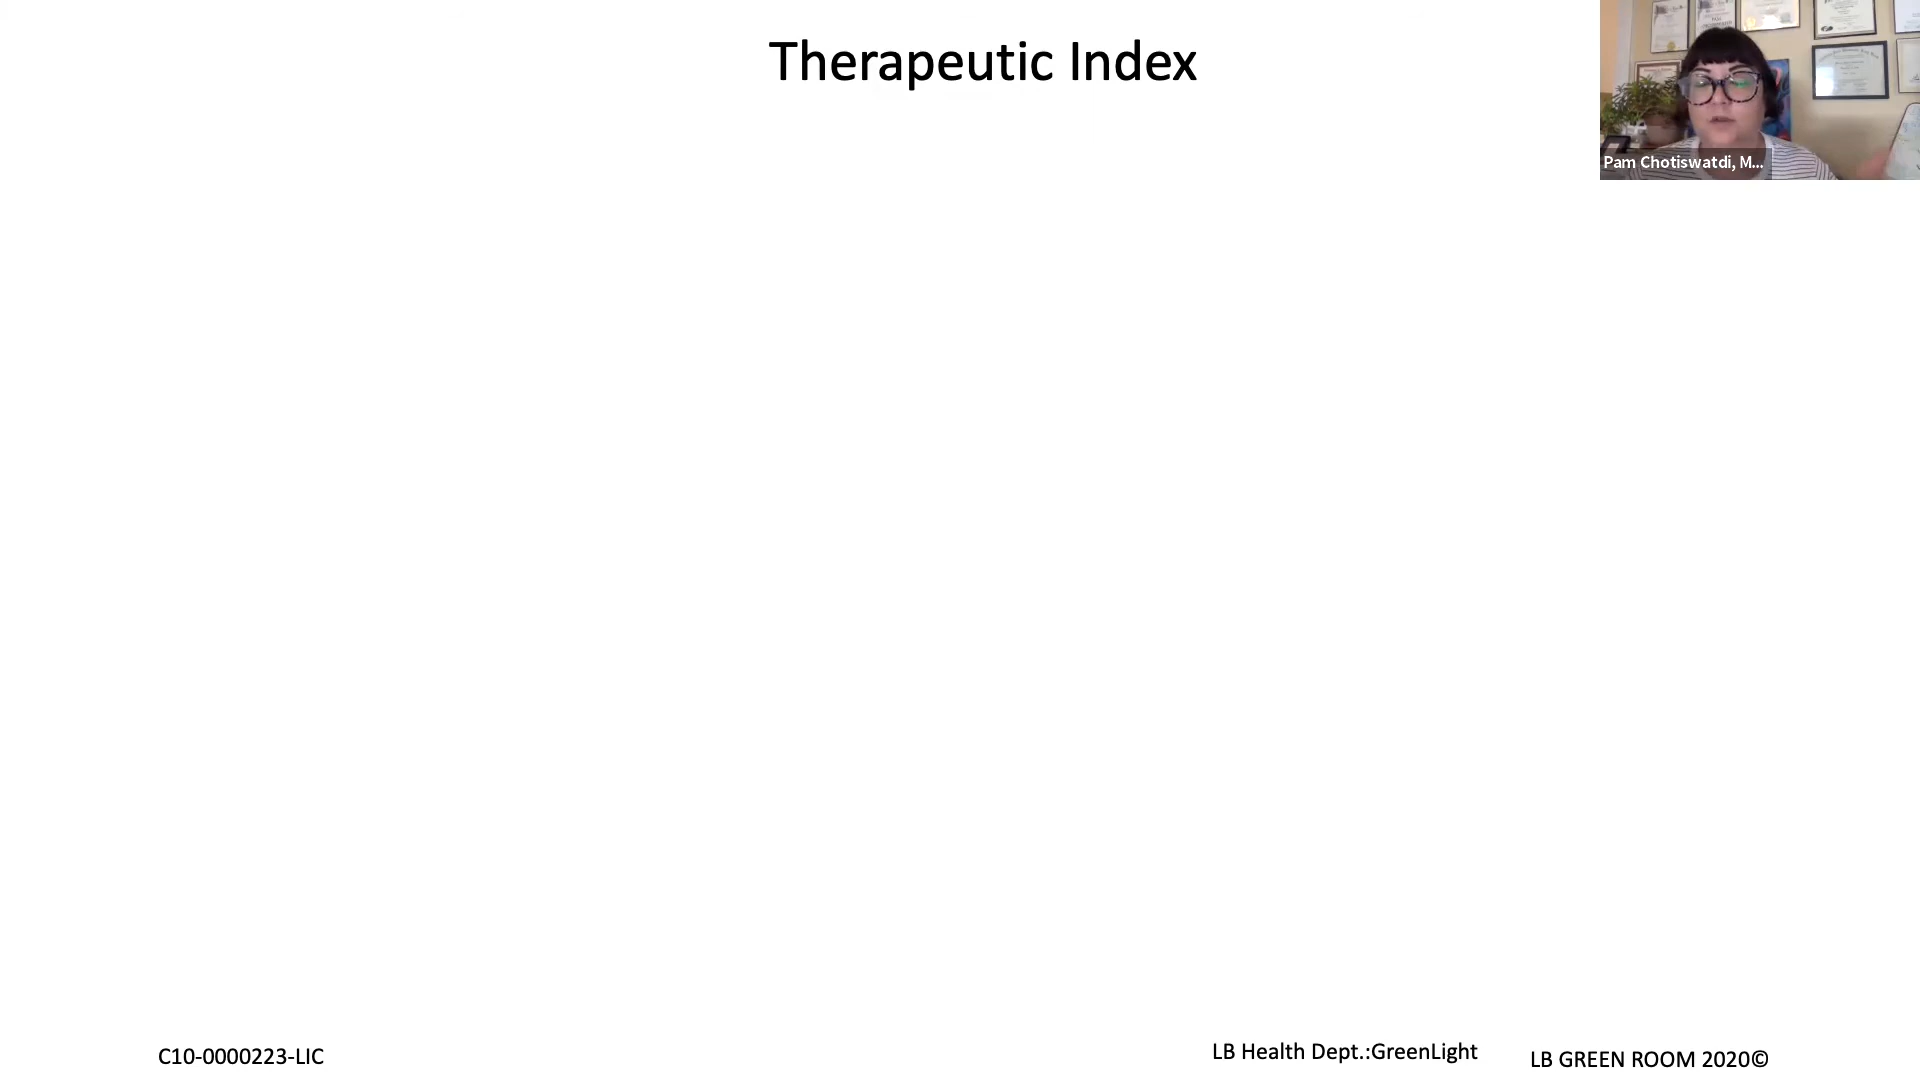 Therapeutic Index
Pam Chotiswatdi, M...
C10-0000223-LIC
LB Health Dept.:GreenLight
LB GREEN ROOM 2020©